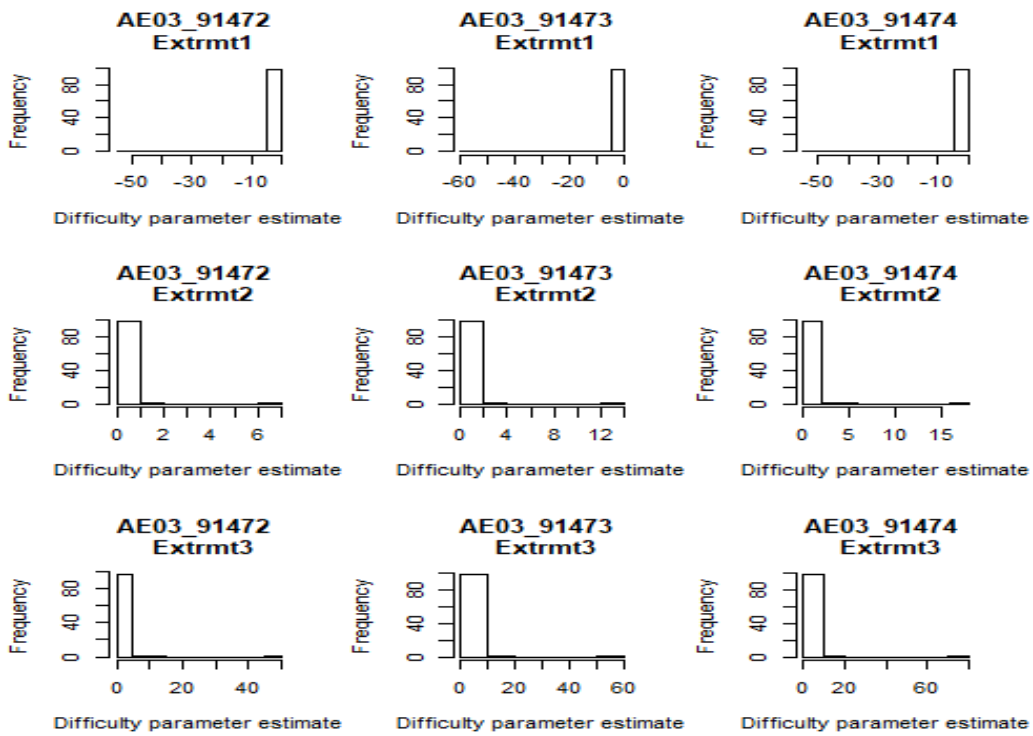 AE03_91472
Extrmt1
Frequency
0 40 80
-50 -30 -10
Difficulty parameter estimate
AE03_91473
Extrmt1
Frequency
0 40 80
-60 -40 -20 0
Difficulty parameter estimate
AE03_91474
Extrmt1
Frequency
0 40 80
-50 -30 -10
Difficulty parameter estimate
AE03_91472
Extrmt2
Frequency
0 40 80
0 2 4 6
Difficulty parameter estimate
AE03_91473
Extrmt2
Frequency
0 40 80
0 4 8 12
Difficulty parameter estimate
AE03_91474
Extrmt2
Frequency
0 40 80
0 5 10 15
Difficulty parameter estimate
AE03_91472
Extrmt3
Frequency
0 40 80
0 20 40
Difficulty parameter estimate
AE03_91473
Extrmt3
Frequency
0 40 80
0 20 40 60
Difficulty parameter estimate
AE03_91474
Extrmt3
Frequency
0 40 80
0 20 60
Difficulty parameter estimate